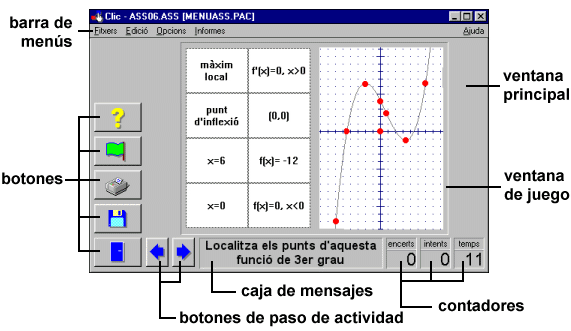 Clic - ASS06.ASS [MENUASS.PAC]
barra de
menús
Fitxers Edició Opcions Informes Ajuda
màxim
local
f'(x)=0, x>0
punt
d'inflexió
(0,0)
x=6
f(x)= -12
x=0
f(x)=0, x<0
ventana
principal
botones
?
ventana
de juego
Localitza els punts d'aquesta
funció de 3er grau
encerts
0
intents
0
temps
11
caja de mensajes
contadores
botones de paso de actividad